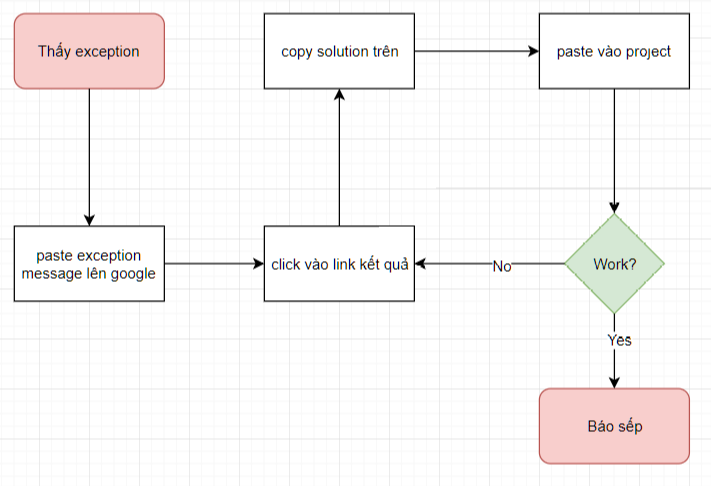 Thấy exception
copy solution trên
paste vào project
paste exception
message lên google
click vào link kết quả
No
Work?
Yes
Báo sếp